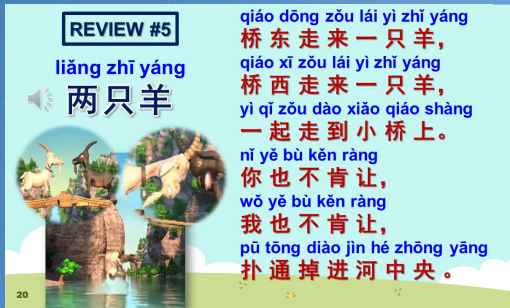 REVIEW #5
liǎng zhī yáng
两只羊
qiáo dōng zǒu lái yì zhǐ yáng
桥东走来一只羊，
qiáo xī zǒu lái yì zhǐ yáng
桥西走来一只羊，
yì qǐ zǒu dào xiǎo qiáo shàng
一起走到小桥上。
nǐ yě bù kěn ràng
你也不肯让，
wǒ yě bù kěn ràng
我也不肯让，
pū tōng diào jìn hé zhōng yāng
扑通掉进河中央。
20